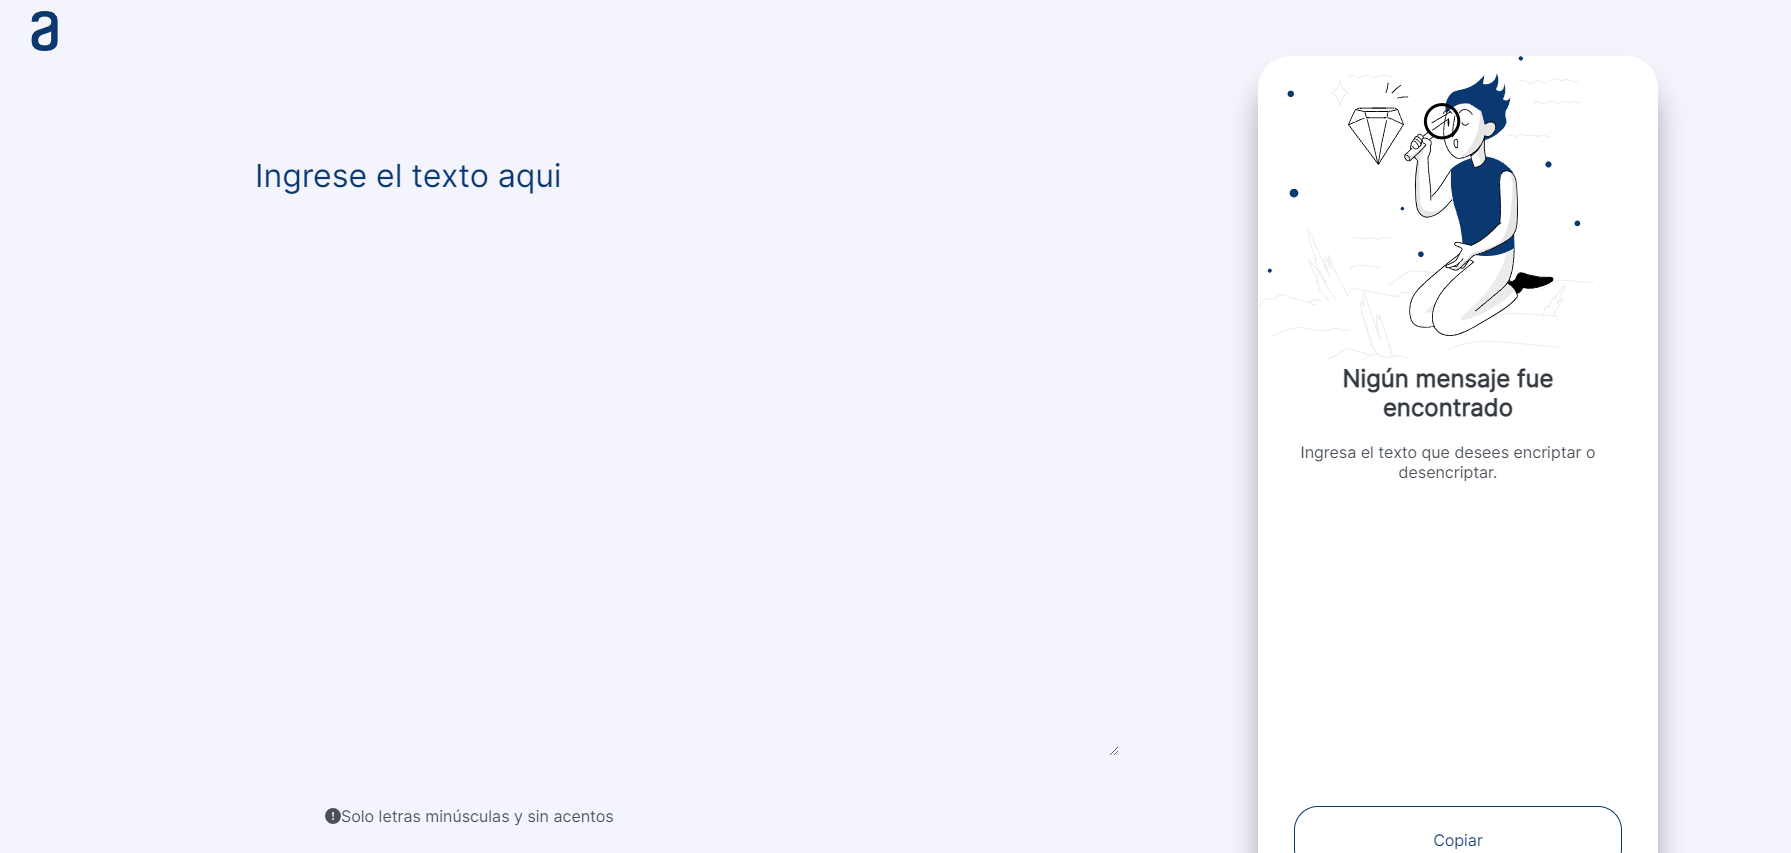 a
Ingrese el texto aqui
Nigún mensaje fue
encontrado
Ingresa el texto que desees encriptar o
desencriptar.
Solo letras minúsculas y sin acentos
Copiar